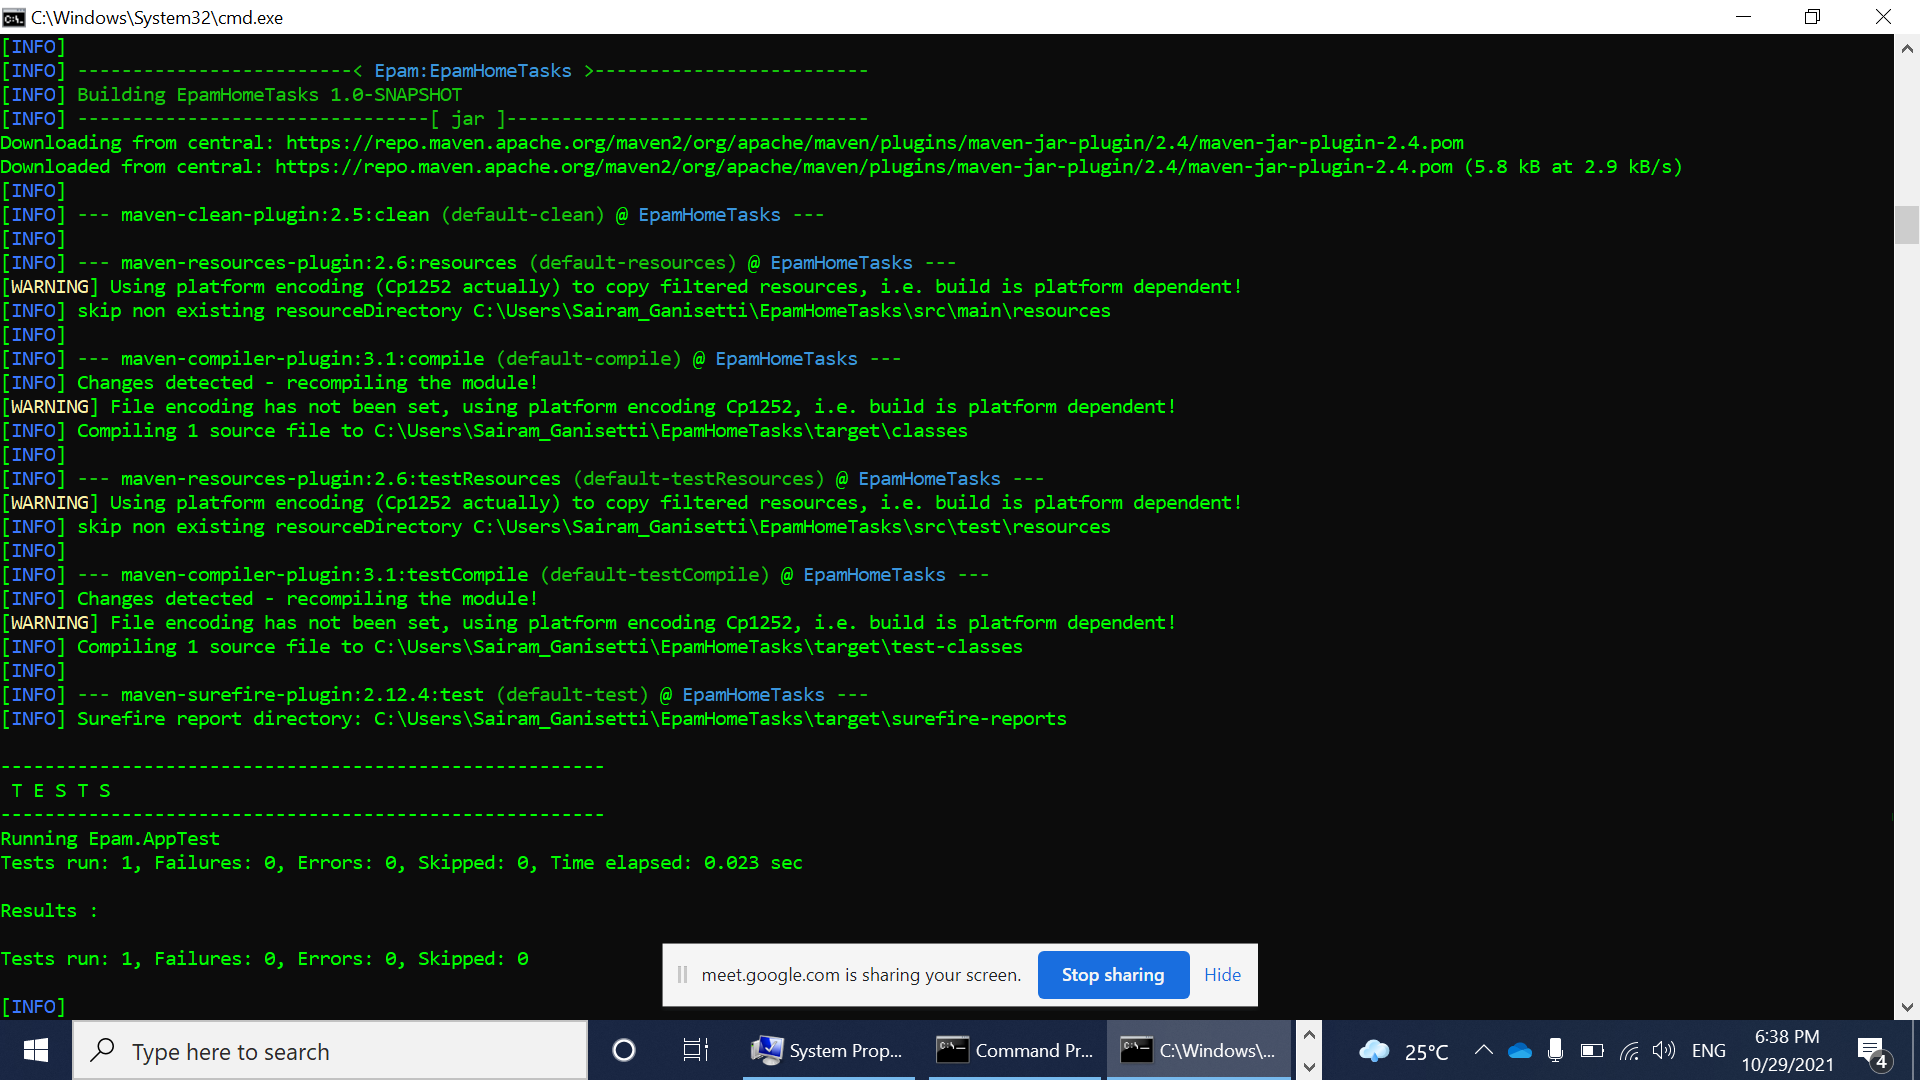 C:\Windows\System32\cmd.exe
[INFO]
[INFO] -------------------------< Epam:EpamHomeTasks >-------------------------
[INFO] Building EpamHomeTasks 1.0-SNAPSHOT
[INFO] --------------------------------[ jar ]---------------------------------
Downloading from central: https://repo.maven.apache.org/maven2/org/apache/maven/plugins/maven-jar-plugin/2.4/maven-jar-plugin-2.4.pom
Downloaded from central: https://repo.maven.apache.org/maven2/org/apache/maven/plugins/maven-jar-plugin/2.4/maven-jar-plugin-2.4.pom (5.8 kB at 2.9 kB/s)
[INFO]
[INFO] --- maven-clean-plugin:2.5:clean (default-clean) @ EpamHomeTasks ---
[INFO]
[INFO] --- maven-resources-plugin:2.6:resources (default-resources) @ EpamHomeTasks ---
[WARNING] Using platform encoding (Cp1252 actually) to copy filtered resources, i.e. build is platform dependent!
[INFO] skip non existing resourceDirectory C:\Users\Sairam_Ganisetti\EpamHomeTasks\src\main\resources
[INFO]
[INFO] --- maven-compiler-plugin:3.1:compile (default-compile) @ EpamHomeTasks ---
[INFO] Changes detected - recompiling the module!
[WARNING] File encoding has not been set, using platform encoding Cp1252, i.e. build is platform dependent!
[INFO] Compiling 1 source file to C:\Users\Sairam_Ganisetti\EpamHomeTasks\target\classes
[INFO]
[INFO] --- maven-resources-plugin:2.6:testResources (default-testResources) @ EpamHomeTasks ---
[WARNING] Using platform encoding (Cp1252 actually) to copy filtered resources, i.e. build is platform dependent!
[INFO] skip non existing resourceDirectory C:\Users\Sairam_Ganisetti\EpamHomeTasks\src\test\resources
[INFO]
[INFO] --- maven-compiler-plugin:3.1:testCompile (default-testCompile) @ EpamHomeTasks ---
[INFO] Changes detected - recompiling the module!
[WARNING] File encoding has not been set, using platform encoding Cp1252, i.e. build is platform dependent!
[INFO] Compiling 1 source file to C:\Users\Sairam_Ganisetti\EpamHomeTasks\target\test-classes
[INFO]
[INFO] --- maven-surefire-plugin:2.12.4:test (default-test) @ EpamHomeTasks ---
[INFO] Surefire report directory: C:\Users\Sairam_Ganisetti\EpamHomeTasks\target\surefire-reports
-------------------------------------------------------
T E S T S
-------------------------------------------------------
Running Epam.AppTest
Tests run: 1, Failures: 0, Errors: 0, Skipped: 0, Time elapsed: 0.023 sec
Results :
Tests run: 1, Failures: 0, Errors: 0, Skipped: 0
meet.google.com is sharing your screen. Stop sharing Hide
[INFO]
Type here to search System Prop... Command Pr... C:\Windows\... 25°C ENG 6:38 PM
10/29/2021 4